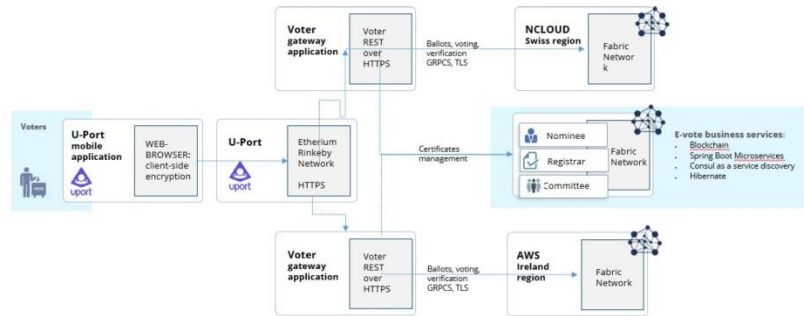 Voter
gateway
application
Voter
REST
over
HTTPS
Ballots, voting,
verification
GRPCS, TLS
NCLOUD
Swiss region
Fabric
Networ
k
Voters
U-Port
mobile
application
uport
WEB-
BROWSER:
client-side
encryption
U-Port
uport
Etherium
Rinkeby
Network
HTTPS
Certificates
management
Nominee
Registrar
Committee
Fabric
Network
E-vote business services:
• Blockchain
• Spring Boot Microservices
• Consul as a service discovery
• Hibernate
Voter
gateway
application
Voter
REST
over
HTTPS
Ballots, voting,
verification
GRPCS, TLS
AWS
Ireland
region
Fabric
Network